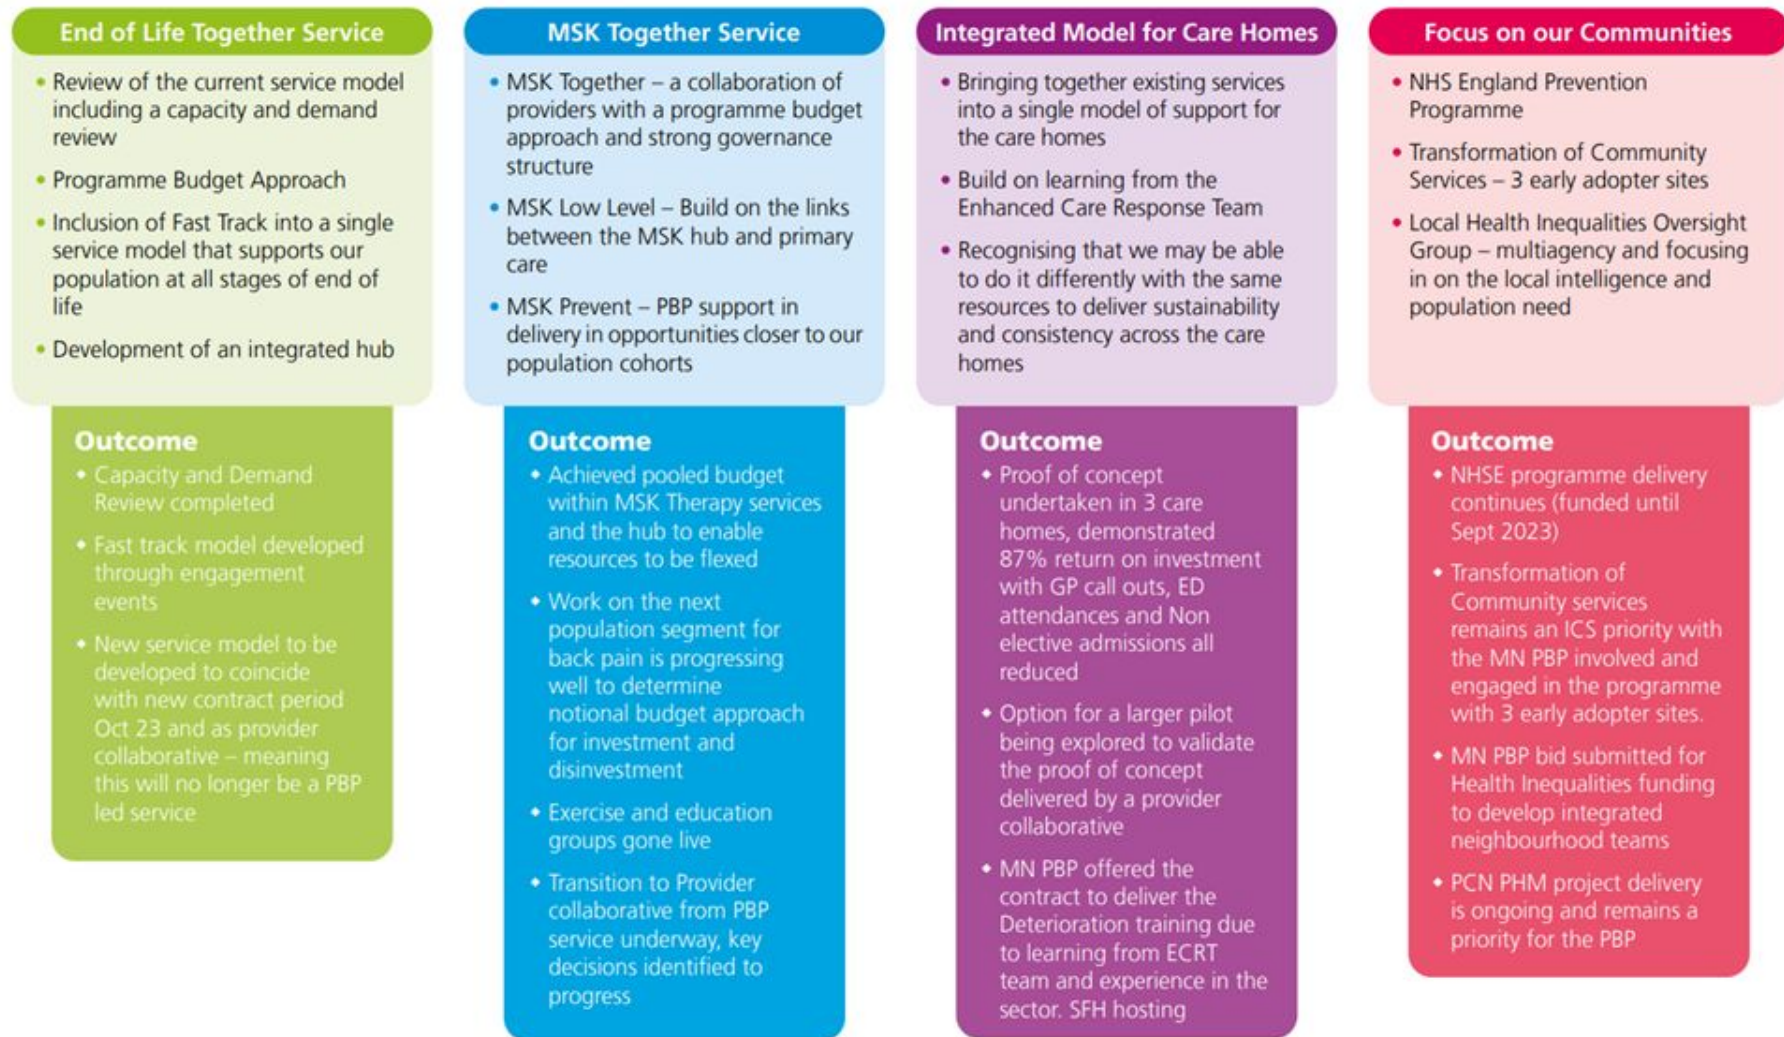 End of Life Together Service
• Review of the current service model
including a capacity and demand
review
• Programme Budget Approach
• Inclusion of Fast Track into a single
service model that supports our
population at all stages of end of
life
• Development of an integrated hub
Outcome
◆ Capacity and Demand
Review completed
◆ Fast track model developed
through engagement
events
◆ New service model to be
developed to coincide
with new contract period
Oct 23 and as provider
collaborative – meaning
this will no longer be a PBP
led service
MSK Together Service
• MSK Together – a collaboration of
providers with a programme budget
approach and strong governance
structure
• MSK Low Level – Build on the links
between the MSK hub and primary
care
• MSK Prevent – PBP support in
delivery in opportunities closer to our
population cohorts
Outcome
◆ Achieved pooled budget
within MSK Therapy services
and the hub to enable
resources to be flexed
◆ Work on the next
population segment for
back pain is progressing
well to determine
notional budget approach
for investment and
disinvestment
◆ Exercise and education
groups gone live
◆ Transition to Provider
collaborative from PBP
service underway, key
decisions identified to
progress
Integrated Model for Care Homes
• Bringing together existing services
into a single model of support for
the care homes
• Build on learning from the
Enhanced Care Response Team
• Recognising that we may be able
to do it differently with the same
resources to deliver sustainability
and consistency across the care
homes
Outcome
◆ Proof of concept
undertaken in 3 care
homes, demonstrated
87% return on investment
with GP call outs, ED
attendances and Non
elective admissions all
reduced
◆ Option for a larger pilot
being explored to validate
the proof of concept
delivered by a provider
collaborative
◆ MN PBP offered the
contract to deliver the
Deterioration training due
to learning from ECRT
team and experience in the
sector. SFH hosting
Focus on our Communities
• NHS England Prevention
Programme
• Transformation of Community
Services – 3 early adopter sites
• Local Health Inequalities Oversight
Group – multiagency and focusing
in on the local intelligence and
population need
Outcome
◆ NHSE programme delivery
continues (funded until
Sept 2023)
◆ Transformation of
Community services
remains an ICS priority with
the MN PBP involved and
engaged in the programme
with 3 early adopter sites.
◆ MN PBP bid submitted for
Health Inequalities funding
to develop integrated
neighbourhood teams
◆ PCN PHM project delivery
is ongoing and remains a
priority for the PBP